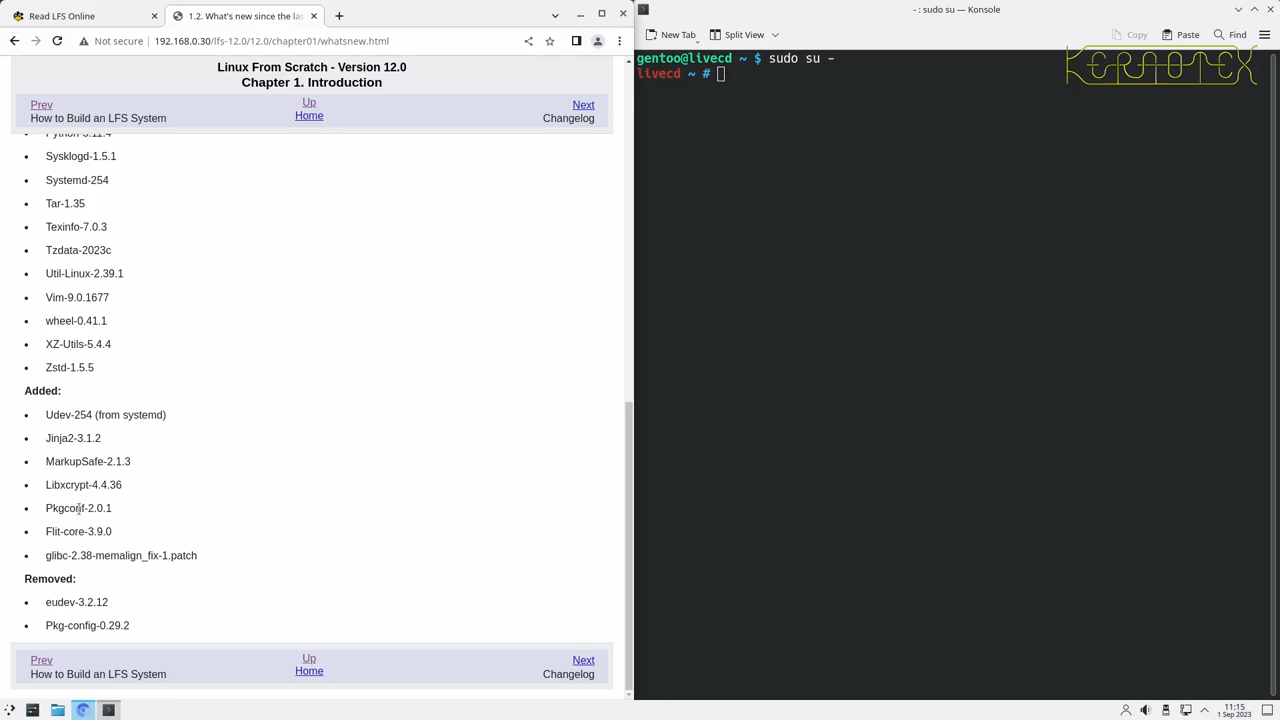 Read LFS Online
1.2. What's new since the las
- : sudo su — Konsole
Not secure
192.168.0.30/lfs-12.0/12.0/chapter01/whatsnew.html
New Tab
Split View
Copy
Paste
Find
Linux From Scratch - Version 12.0
Chapter 1. Introduction
Prev
Up
Next
How to Build an LFS System
Home
Changelog
Python-3.11.4
Sysklogd-1.5.1
Systemd-254
Tar-1.35
Texinfo-7.0.3
Tzdata-2023c
Util-Linux-2.39.1
Vim-9.0.1677
wheel-0.41.1
XZ-Utils-5.4.4
Zstd-1.5.5
Added:
Udev-254 (from systemd)
Jinja2-3.1.2
MarkupSafe-2.1.3
Libxcrypt-4.4.36
Pkgconf-2.0.1
Flit-core-3.9.0
glibc-2.38-memalign_fix-1.patch
Removed:
eudev-3.2.12
Pkg-config-0.29.2
Prev
Up
Next
How to Build an LFS System
Home
Changelog
gentoo@livecd ~ $ sudo su -
livecd ~ #
KERNOTEX
11:15
1 Sep 2023